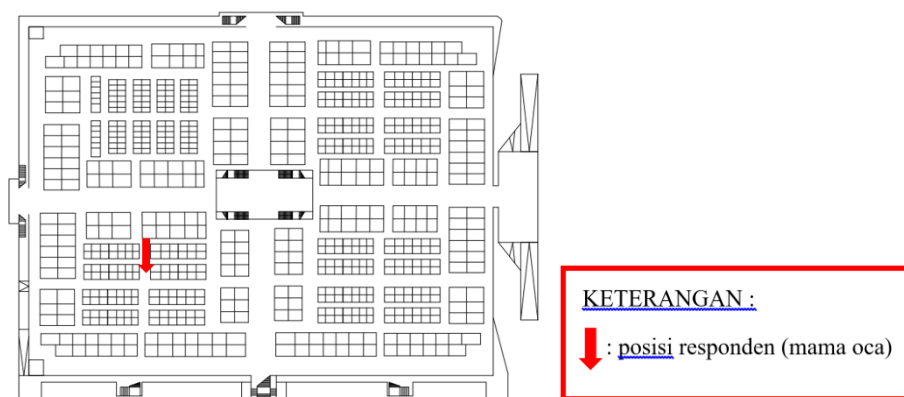 KETERANGAN :
: posisi responden (mama oca)